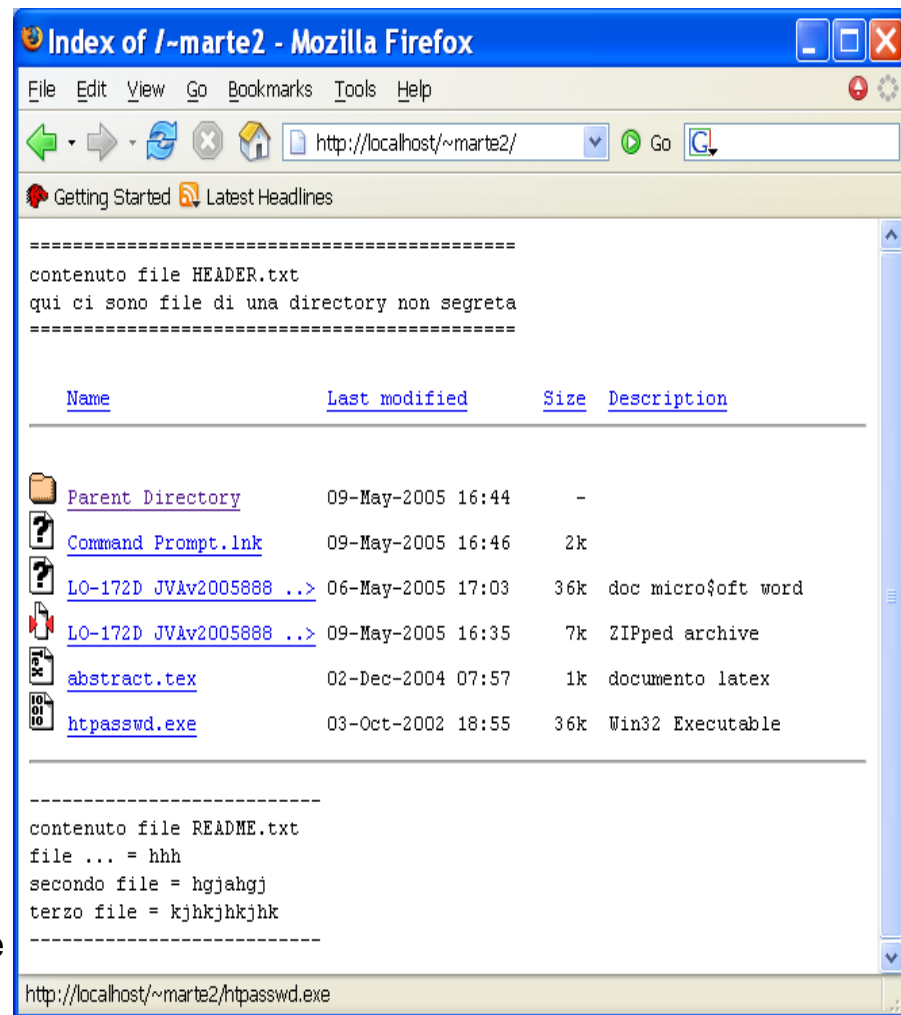 Index of /~marte2 - Mozilla Firefox
File Edit View Go Bookmarks Tools Help
http://localhost/~marte2/ Go G
Getting Started Latest Headlines
=============================================
contenuto file HEADER.txt
qui ci sono file di una directory non segreta
=============================================
Name Last modified Size Description
Parent Directory 09-May-2005 16:44 -
Command Prompt.lnk 09-May-2005 16:46 2k
LO-172D JVAv2005888 ..> 06-May-2005 17:03 36k doc micro$oft word
LO-172D JVAv2005888 ..> 09-May-2005 16:35 7k ZIPped archive
abstract.tex 02-Dec-2004 07:57 1k documento latex
htpasswd.exe 03-Oct-2002 18:55 36k Win32 Executable
---------------------------
contenuto file README.txt
file ... = hhh
secondo file = hgjahgj
terzo file = kjhkjhkjhk
---------------------------
e
http://localhost/~marte2/htpasswd.exe